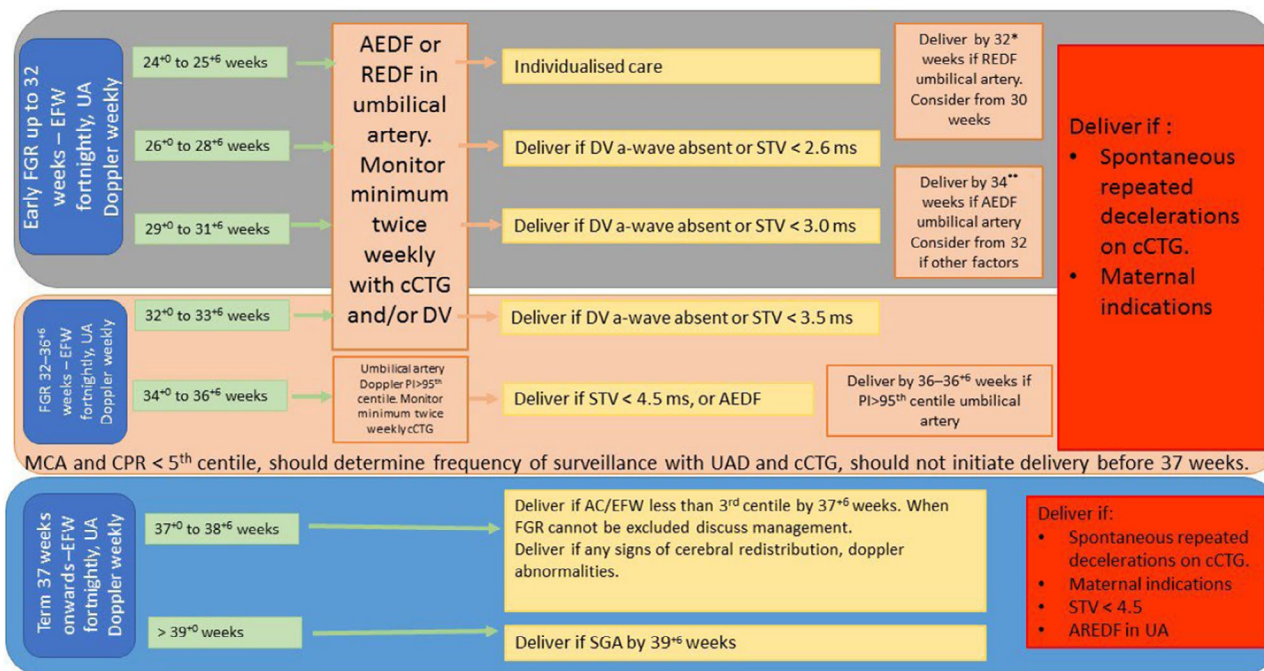 Early FGR up to 32
weeks – EFW
fortnightly, UA
Doppler weekly
24+0 to 25+6 weeks
26+0 to 28+6 weeks
29+0 to 31+6 weeks
AEDF or
REDF in
umbilical
artery.
Monitor
minimum
twice
weekly
with cCTG
and/or DV
Individualised care
Deliver if DV a-wave absent or STV < 2.6 ms
Deliver if DV a-wave absent or STV < 3.0 ms
Deliver by 32*
weeks if REDF
umbilical artery.
Consider from 30
weeks
Deliver by 34**
weeks if AEDF
umbilical artery
Consider from 32
if other factors
Deliver if :
• Spontaneous
repeated
decelerations
on cCTG.
• Maternal
indications
FGR 32–36+6
weeks – EFW
fortnightly, UA
Doppler weekly
32+0 to 33+6 weeks
34+0 to 36+6 weeks
Umbilical artery
Doppler PI>95th
centile. Monitor
minimum twice
weekly cCTG
Deliver if DV a-wave absent or STV < 3.5 ms
Deliver if STV < 4.5 ms, or AEDF
Deliver by 36–36+6 weeks if
PI>95th centile umbilical
artery
MCA and CPR < 5th centile, should determine frequency of surveillance with UAD and cCTG, should not initiate delivery before 37 weeks.
Term 37 weeks
onwards–EFW
fortnightly, UA
Doppler weekly
37+0 to 38+6 weeks
> 39+0 weeks
Deliver if AC/EFW less than 3rd centile by 37+6 weeks. When
FGR cannot be excluded discuss management.
Deliver if any signs of cerebral redistribution, doppler
abnormalities.
Deliver if SGA by 39+6 weeks
Deliver if:
• Spontaneous repeated
decelerations on cCTG.
• Maternal indications
• STV < 4.5
• AREDF in UA